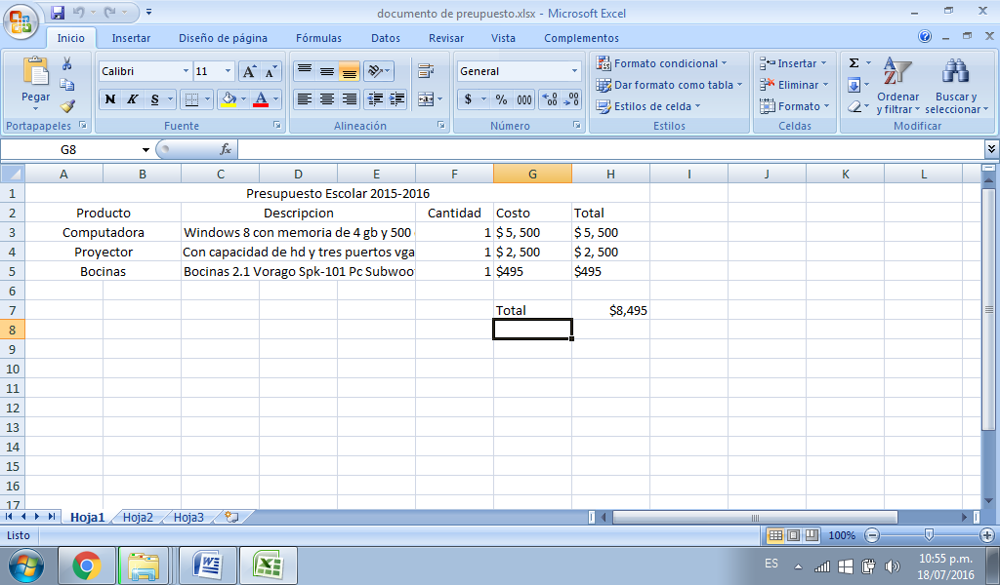 documento de preupuesto.xlsx - Microsoft Excel
Inicio Insertar Diseño de página Fórmulas Datos Revisar Vista Complementos
Pegar
Portapapeles
Calibri 11
N K S
Fuente
Alineación
General
$ % 000
Número
Formato condicional
Dar formato como tabla
Estilos de celda
Estilos
Insertar
Eliminar
Formato
Celdas
Σ
Ordenar y filtrar
Buscar y seleccionar
Modificar
G8 fx
A B C D E F G H I J K L
1 Presupuesto Escolar 2015-2016
2 Producto Descripcion Cantidad Costo Total
3 Computadora Windows 8 con memoria de 4 gb y 500 1 $ 5, 500 $ 5, 500
4 Proyector Con capacidad de hd y tres puertos vga 1 $ 2, 500 $ 2, 500
5 Bocinas Bocinas 2.1 Vorago Spk-101 Pc Subwoo 1 $495 $495
6
7 Total $8,495
8
9
10
11
12
13
14
15
16
17
Hoja1 Hoja2 Hoja3
Listo 100%
ES 10:55 p.m.
18/07/2016